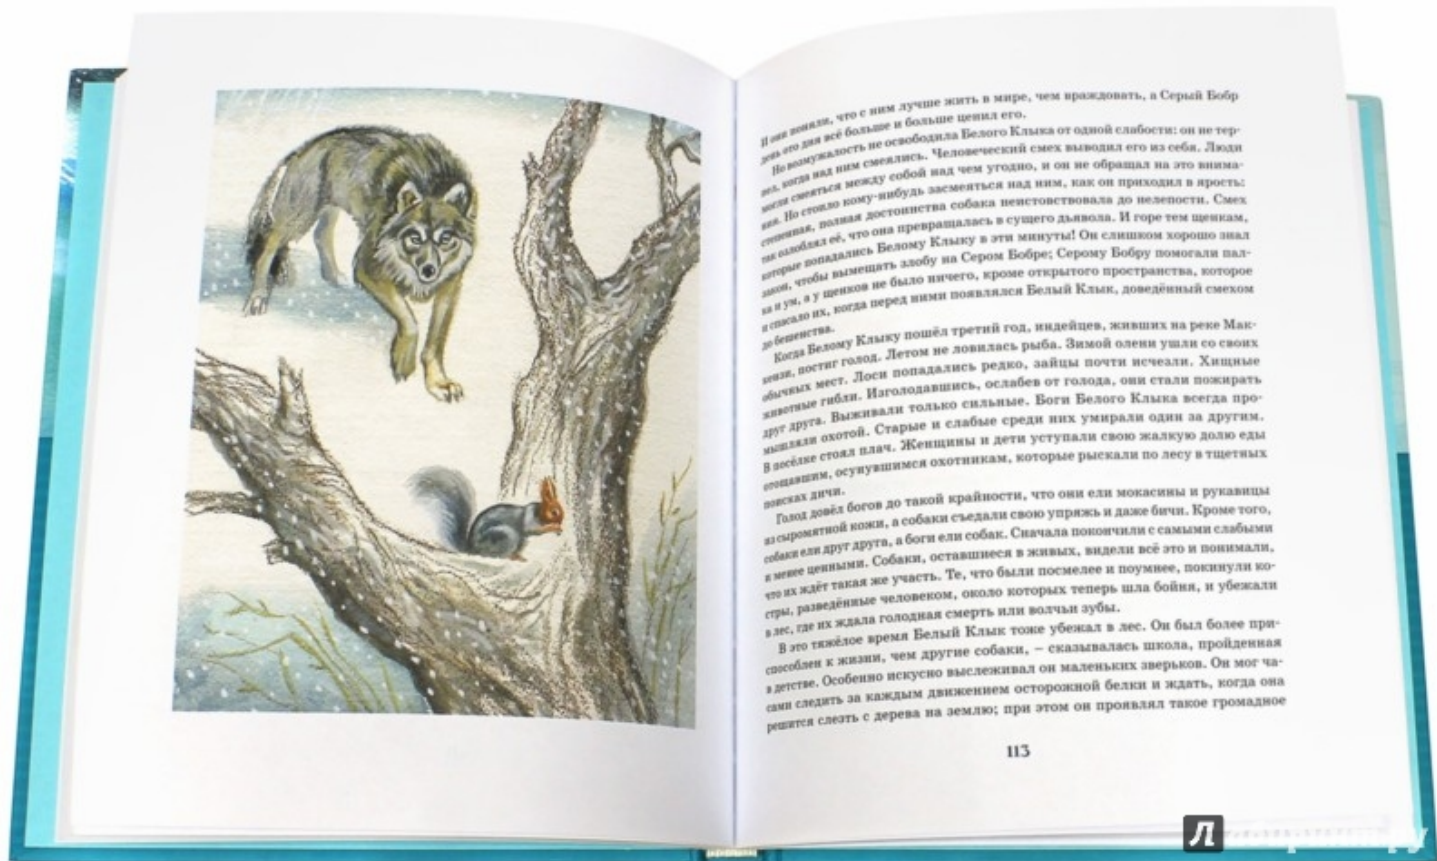 И они поняли, что с ним лучше жить в мире, чем враждовать, а Серый Бобр
день ото дня всё больше и больше ценил его.
Но возмужалость не освободила Белого Клыка от одной слабости: он не тер-
пел, когда над ним смеялись. Человеческий смех выводил его из себя. Люди
могли смеяться между собой над чем угодно, и он не обращал на это внима-
ния. Но стоило кому-нибудь засмеяться над ним, как он приходил в ярость:
степенная, полная достоинства собака неистовствовала до нелепости. Смех
так озлоблял её, что она превращалась в сущего дьявола. И горе тем щенкам,
которые попадались Белому Клыку в эти минуты! Он слишком хорошо знал
закон, чтобы вымещать злобу на Сером Бобре; Серому Бобру помогали пал-
ка и ум, а у щенков не было ничего, кроме открытого пространства, которое
и спасало их, когда перед ними появлялся Белый Клык, доведённый смехом
до бешенства.
Когда Белому Клыку пошёл третий год, индейцев, живших на реке Мак-
кензи, постиг голод. Летом не ловилась рыба. Зимой олени ушли со своих
обычных мест. Лоси попадались редко, зайцы почти исчезли. Хищные
животные гибли. Изголодавшись, ослабев от голода, они стали пожирать
друг друга. Выживали только сильные. Боги Белого Клыка всегда про-
мышляли охотой. Старые и слабые среди них умирали один за другим.
В посёлке стоял плач. Женщины и дети уступали свою жалкую долю еды
отощавшим, осунувшимся охотникам, которые рыскали по лесу в тщетных
поисках дичи.
Голод довёл богов до такой крайности, что они ели мокасины и рукавицы
из сыромятной кожи, а собаки съедали свою упряжь и даже бичи. Кроме того,
собаки ели друг друга, а боги ели собак. Сначала покончили с самыми слабыми
и менее ценными. Собаки, оставшиеся в живых, видели всё это и понимали,
что их ждёт такая же участь. Те, что были посмелее и поумнее, покинули ко-
стры, разведённые человеком, около которых теперь шла бойня, и убежали
в лес, где их ждала голодная смерть или волчьи зубы.
В это тяжёлое время Белый Клык тоже убежал в лес. Он был более при-
способлен к жизни, чем другие собаки, – сказывалась школа, пройденная
в детстве. Особенно искусно выслеживал он маленьких зверьков. Он мог ча-
сами следить за каждым движением осторожной белки и ждать, когда она
решится слезть с дерева на землю; при этом он проявлял такое громадное
113
Лабиринт.ру